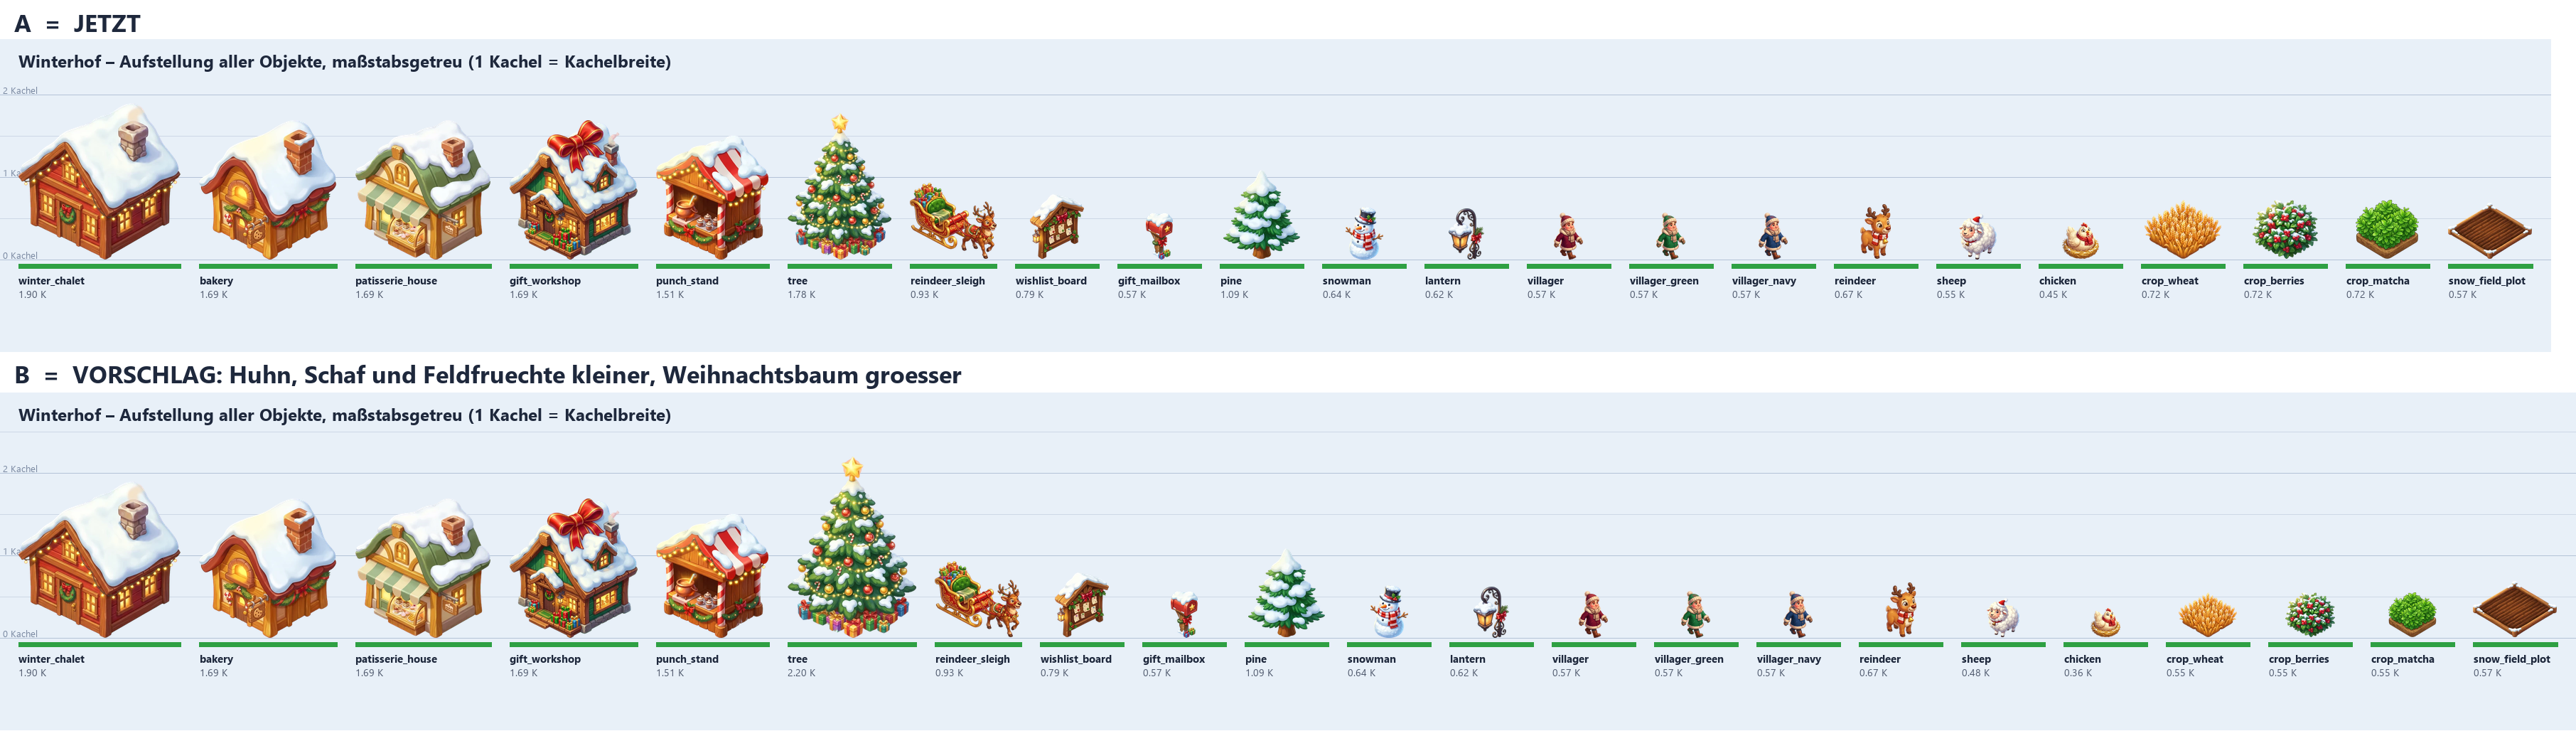 A = JETZT
Winterhof – Aufstellung aller Objekte, maßstabsgetreu (1 Kachel = Kachelbreite)
2 Kachel
1 Ka
0 Kachel
winter_chalet bakery patisserie_house gift_workshop punch_stand tree reindeer_sleigh wishlist_board gift_mailbox pine snowman lantern villager villager_green villager_navy reindeer sheep chicken crop_wheat crop_berries crop_matcha snow_field_plot
1.90 K 1.69 K 1.69 K 1.69 K 1.51 K 1.78 K 0.93 K 0.79 K 0.57 K 1.09 K 0.64 K 0.62 K 0.57 K 0.57 K 0.57 K 0.67 K 0.55 K 0.45 K 0.72 K 0.72 K 0.72 K 0.57 K
B = VORSCHLAG: Huhn, Schaf und Feldfruechte kleiner, Weihnachtsbaum groesser
Winterhof – Aufstellung aller Objekte, maßstabsgetreu (1 Kachel = Kachelbreite)
2 Kachel
1 Ka
0 Kachel
winter_chalet bakery patisserie_house gift_workshop punch_stand tree reindeer_sleigh wishlist_board gift_mailbox pine snowman lantern villager villager_green villager_navy reindeer sheep chicken crop_wheat crop_berries crop_matcha snow_field_plot
1.90 K 1.69 K 1.69 K 1.69 K 1.51 K 2.20 K 0.93 K 0.79 K 0.57 K 1.09 K 0.64 K 0.62 K 0.57 K 0.57 K 0.57 K 0.67 K 0.48 K 0.36 K 0.55 K 0.55 K 0.55 K 0.57 K